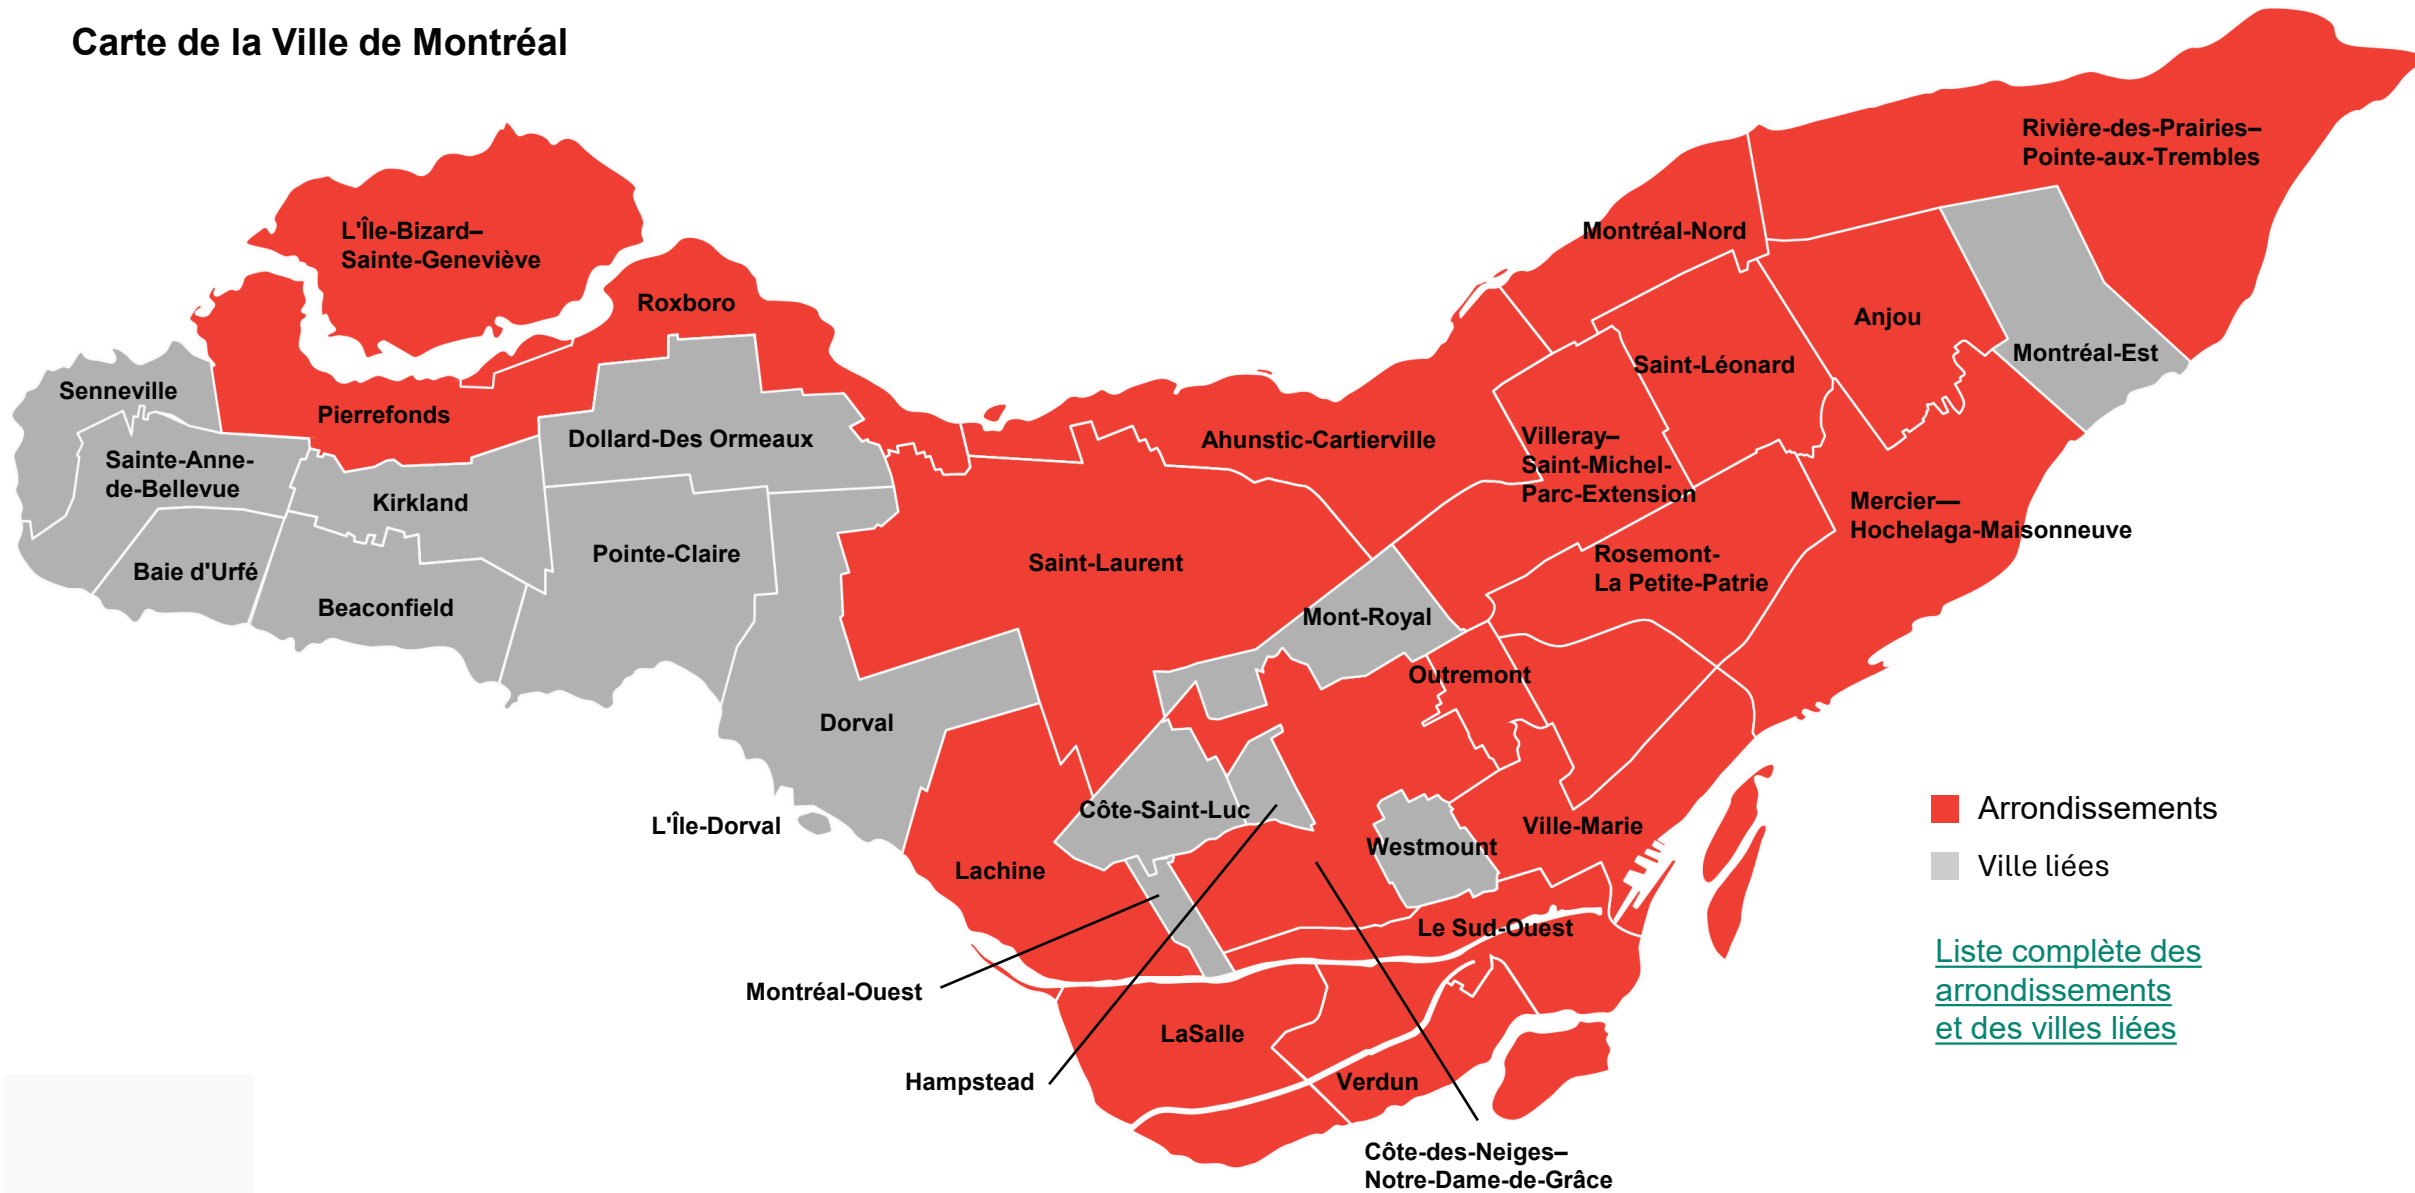 Carte de la Ville de Montréal
Rivière-des-Prairies–
Pointe-aux-Trembles
L'Île-Bizard–
Sainte-Geneviève
Montréal-Nord
Roxboro
Anjou
Montréal-Est
Saint-Léonard
Senneville
Pierrefonds
Dollard-Des Ormeaux
Ahunstic-Cartierville
Villeray–
Saint-Michel-
Parc-Extension
Sainte-Anne-
de-Bellevue
Kirkland
Mercier—
Hochelaga-Maisonneuve
Pointe-Claire
Saint-Laurent
Rosemont-
La Petite-Patrie
Baie d'Urfé
Beaconfield
Mont-Royal
Outremont
Dorval
L'Île-Dorval
Côte-Saint-Luc
Ville-Marie
Westmount
Lachine
Le Sud-Ouest
Montréal-Ouest
LaSalle
Hampstead
Verdun
Côte-des-Neiges–
Notre-Dame-de-Grâce
Arrondissements
Ville liées
Liste complète des
arrondissements
et des villes liées